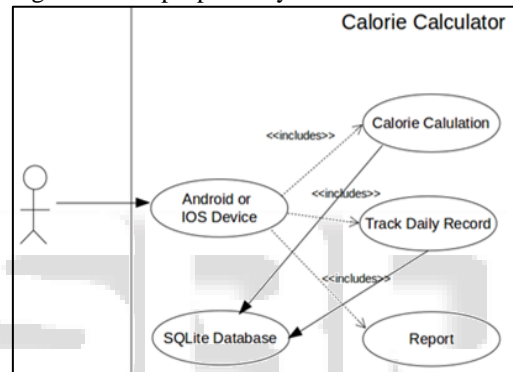 Calorie Calculator
<<includes>>
Calorie Calulation
Android or
IOS Device
<<includes>>
Track Daily Record
<<includes>>
SQLite Database
Report